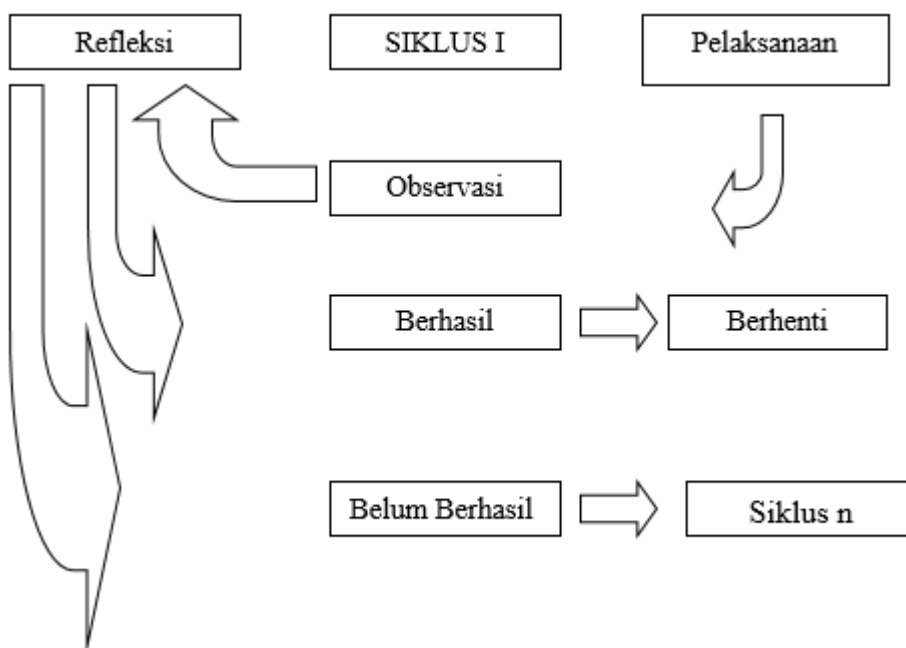 Refleksi
SIKLUS I
Pelaksanaan
Observasi
Berhasil
Berhenti
Belum Berhasil
Siklus n